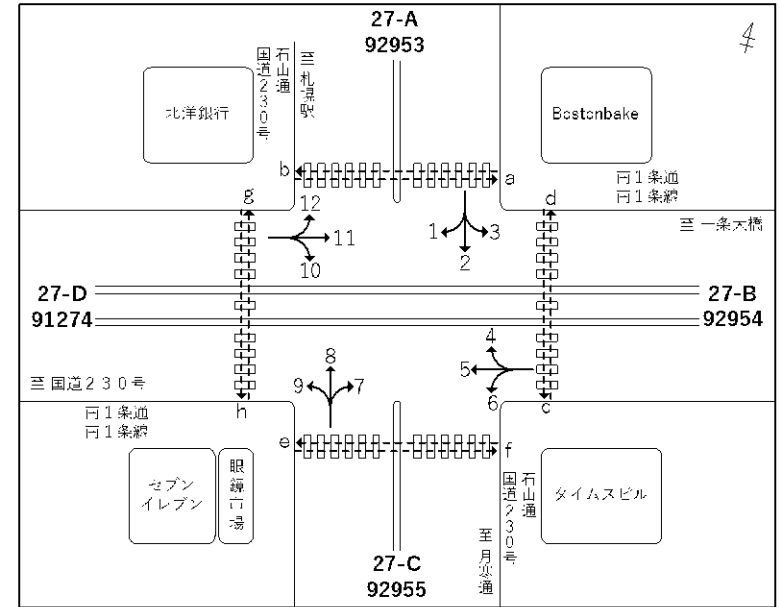 27-A
92953
4
石山通
国道230号
至 札幌駅
北洋銀行
Bostonbake
b
a
南1条通
南1条線
g
d
12
11
10
1
2
3
至 一条大橋
27-D
91274
27-B
92954
8
9
7
4
5
6
至 国道230号
h
c
南1条通
南1条線
e
f
セブン
イレブン
眼鏡市場
石山通
国道230号
至 月寒通
タイムスビル
27-C
92955